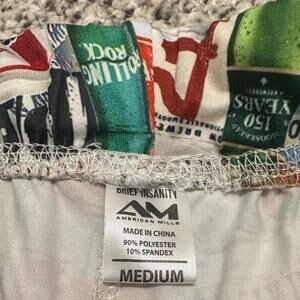 ROLLING
ROCK
150
YEARS
BRIEF INSANITY
AM
AMERICAN MILLS
MADE IN CHINA
90% POLYESTER
10% SPANDEX
MEDIUM